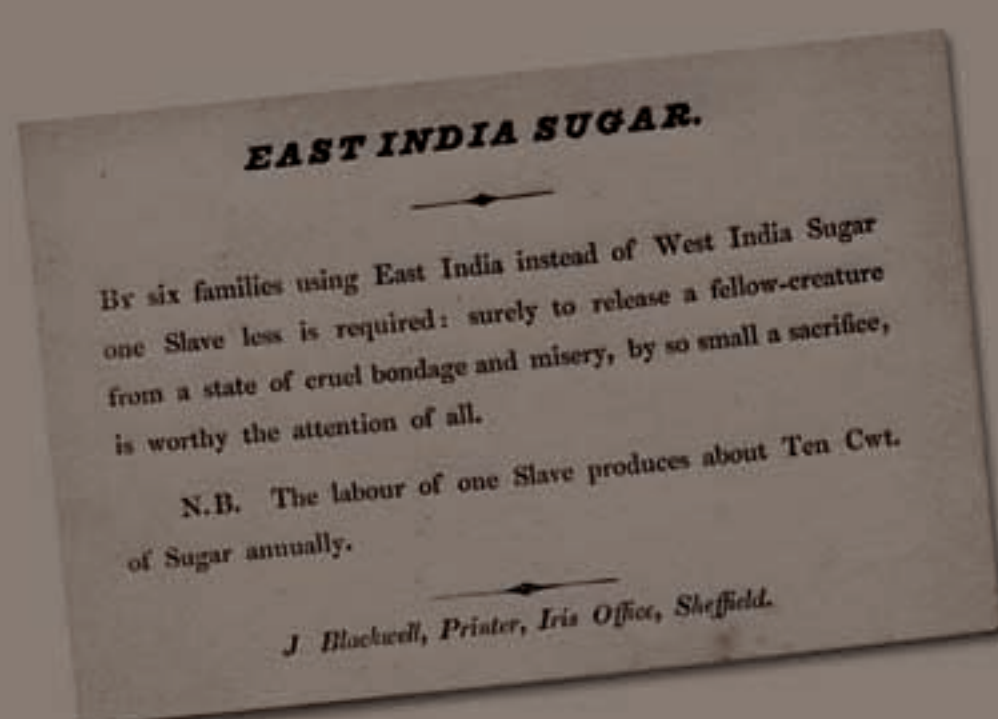 EAST INDIA SUGAR.
By six families using East India instead of West India Sugar
one Slave less is required: surely to release a fellow-creature
from a state of cruel bondage and misery, by so small a sacrifice,
is worthy the attention of all.
N.B. The labour of one Slave produces about Ten Cwt.
of Sugar annually.
J Blackwell, Printer, Iris Office, Sheffield.